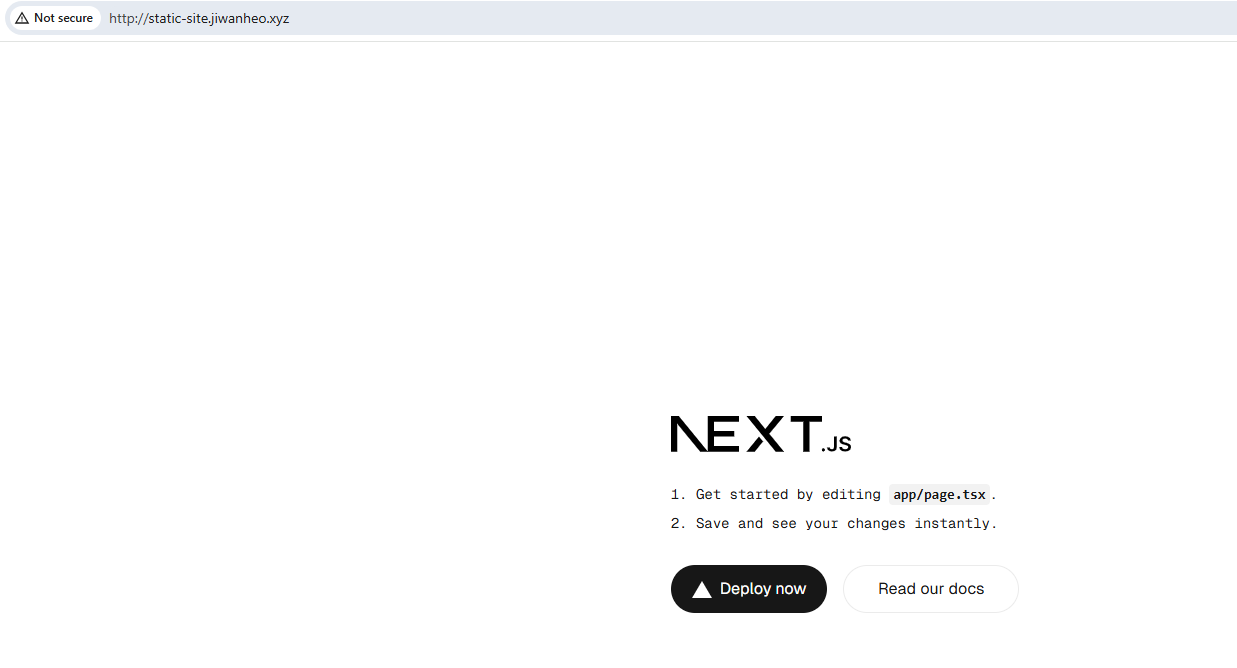 Not secure http://static-site.jiwanheo.xyz
NEXT.JS
1. Get started by editing app/page.tsx.
2. Save and see your changes instantly.
Deploy now Read our docs